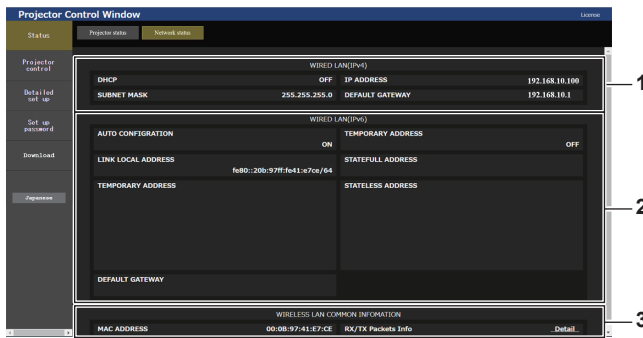 Projector Control Window
License
Status
Projector status
Network status
Projector
control
Detailed
set up
Set up
password
Download
Japanese
WIRED LAN(IPv4)
DHCP OFF IP ADDRESS 192.168.10.100
SUBNET MASK 255.255.255.0 DEFAULT GATEWAY 192.168.10.1
1
WIRED LAN(IPv6)
AUTO CONFIGRATION ON TEMPORARY ADDRESS OFF
LINK LOCAL ADDRESS fe80::20b:97ff:fe41:e7ce/64 STATEFULL ADDRESS
TEMPORARY ADDRESS STATELESS ADDRESS
DEFAULT GATEWAY
2
WIRELESS LAN COMMON INFOMATION
MAC ADDRESS 00:0B:97:41:E7:CE RX/TX Packets Info _Detail_
3